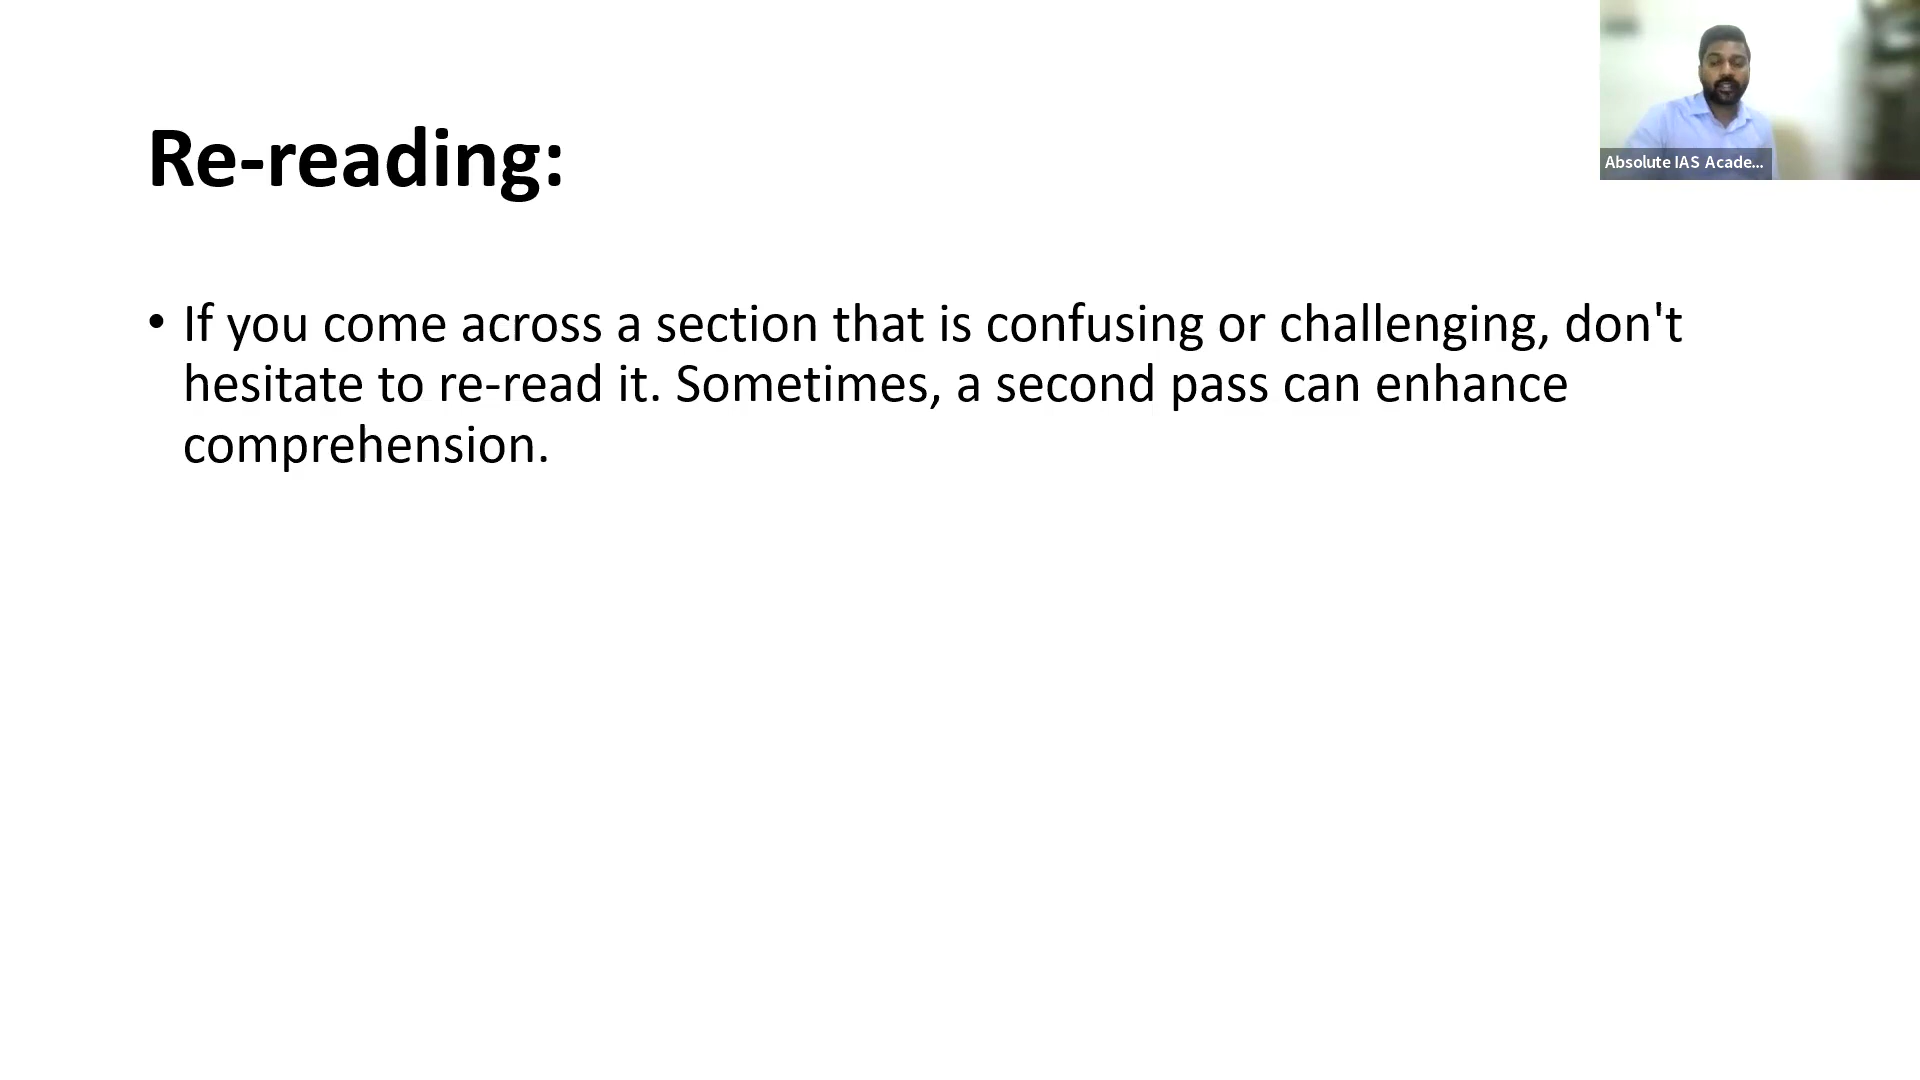 Re-reading:
• If you come across a section that is confusing or challenging, don't
hesitate to re-read it. Sometimes, a second pass can enhance
comprehension.
Absolute IAS Acade...